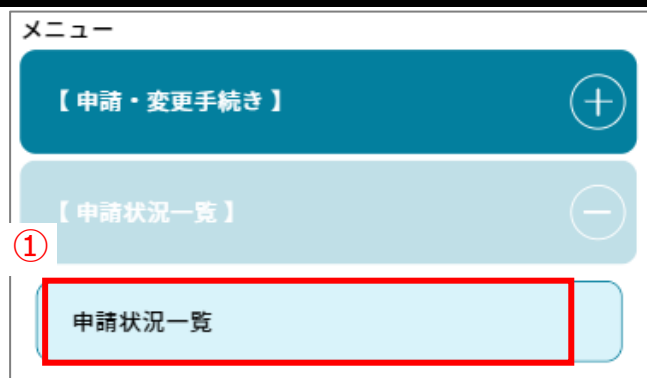 メニュー
【 申請・変更手続き 】
【 申請状況一覧 】
①
申請状況一覧